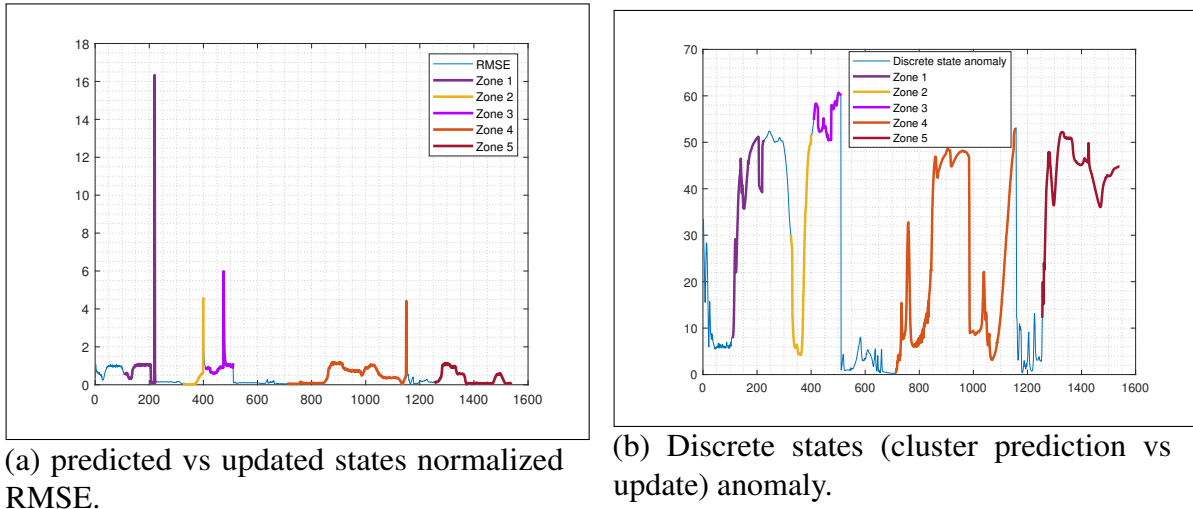 18
16
14
12
10
8
6
4
2
0
0 200 400 600 800 1000 1200 1400 1600
RMSE
Zone 1
Zone 2
Zone 3
Zone 4
Zone 5
(a) predicted vs updated states normalized
RMSE.
70
60
50
40
30
20
10
0
0 200 400 600 800 1000 1200 1400 1600
Discrete state anomaly
Zone 1
Zone 2
Zone 3
Zone 4
Zone 5
(b) Discrete states (cluster prediction vs
update) anomaly.